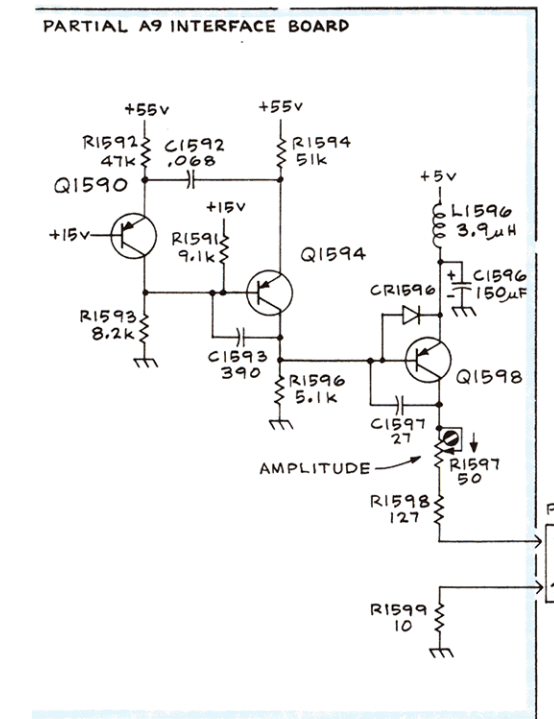 PARTIAL A9 INTERFACE BOARD
+55V
+55V
R1592
47K
C1592
.068
R1594
51K
Q1590
+15V
+15V
R1591
9.1K
Q1594
+5V
L1596
3.9µH
CR1596
+
-
C1596
150µF
R1593
8.2K
C1593
390
R1596
5.1K
Q1598
C1597
27
AMPLITUDE
R1597
50
R1598
127
R1599
10